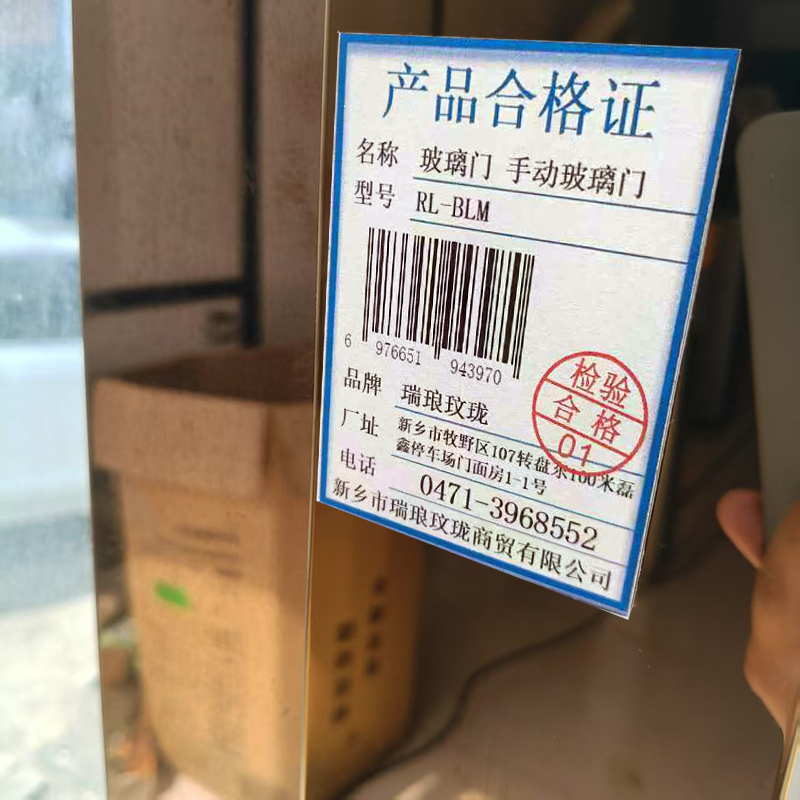 产品合格证
名称 玻璃门 手动玻璃门
型号 RL-BLM
6 976651 943970
检验
合格
01
品牌 瑞琅玟珑
厂址 新乡市牧野区107转盘东100米磊
鑫停车场门面房1-1号
电话 0471-3968552
新乡市瑞琅玟珑商贸有限公司